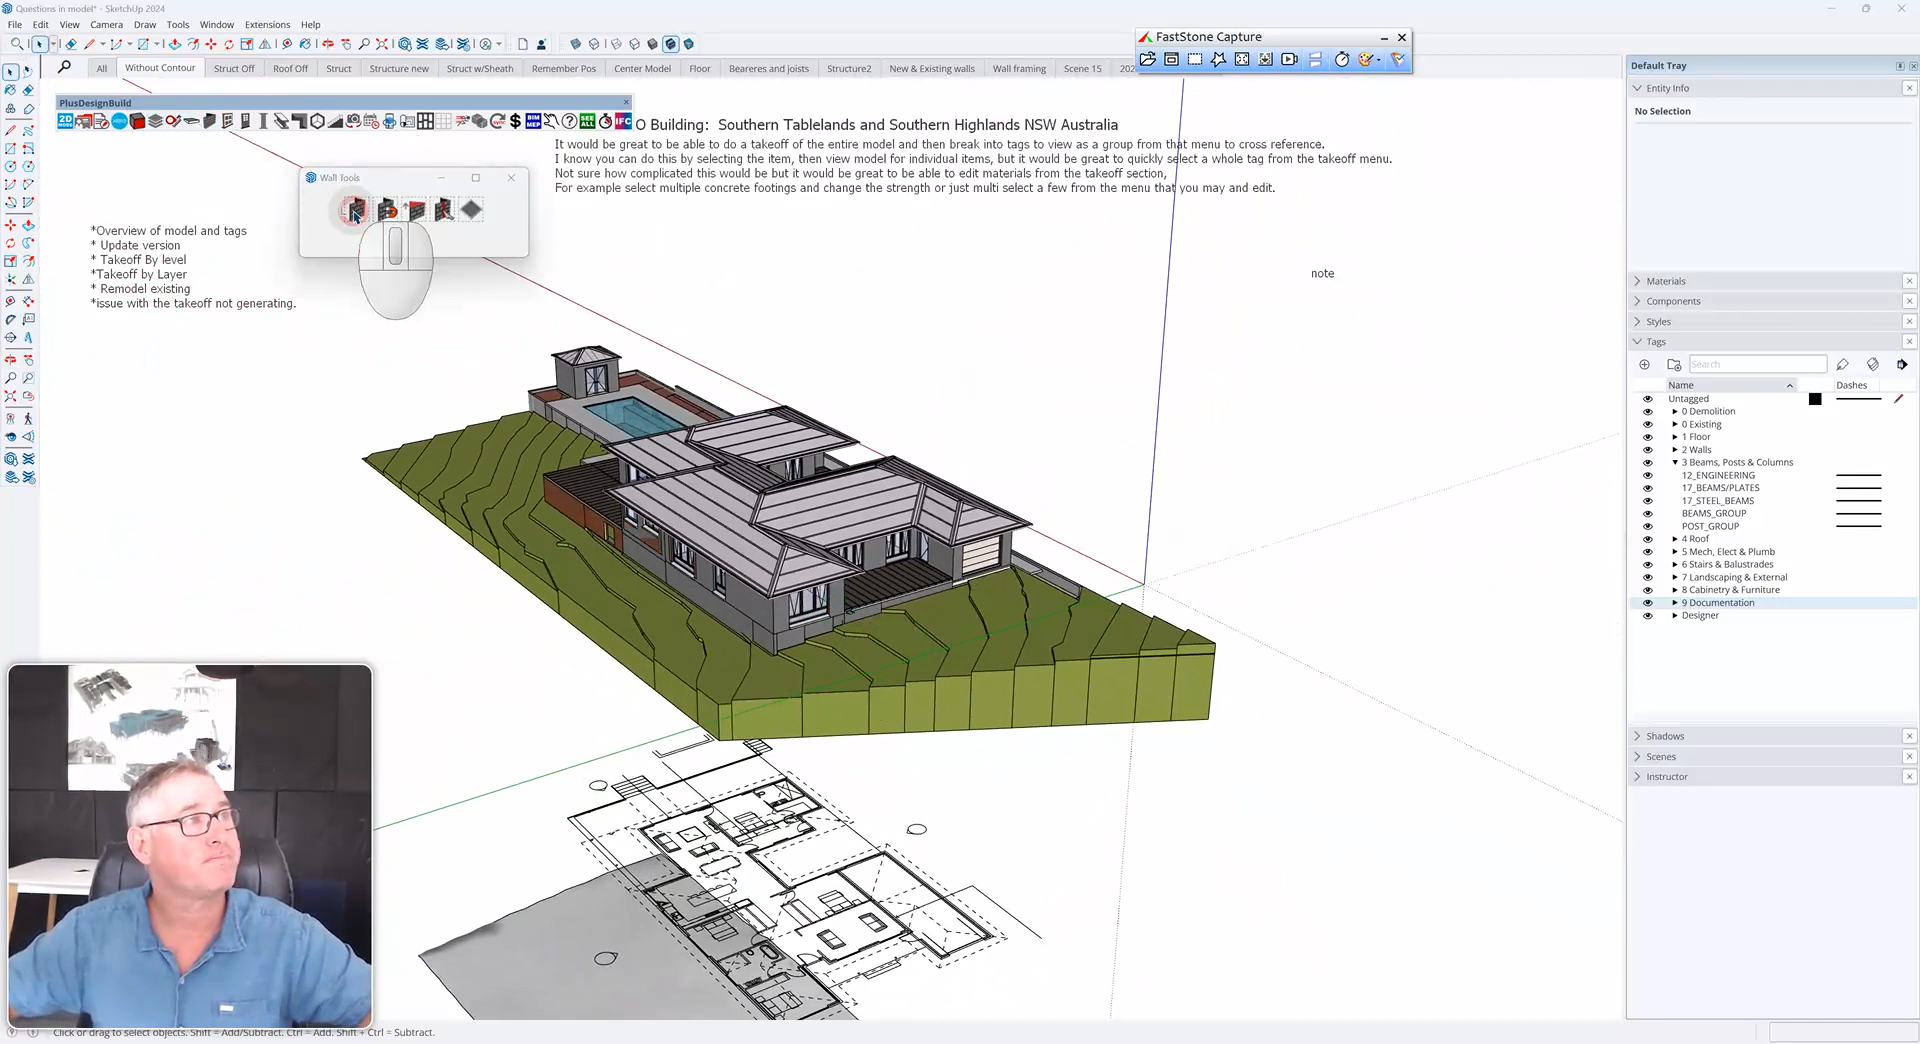 Questions in model* - SketchUp 2024
File Edit View Camera Draw Tools Window Extensions Help
FastStone Capture
All Without Contour Struct Off Roof Off Struct Structure new Struct w/Sheath Remember Pos Center Model Floor Beareres and joists Structure2 New & Existing walls Wall framing Scene 15 202
PlusDesignBuild
2D MODE HERO $ BIM MEP SEE ALL IFC
O Building: Southern Tablelands and Southern Highlands NSW Australia
It would be great to be able to do a takeoff of the entire model and then break into tags to view as a group from that menu to cross reference.
I know you can do this by selecting the item, then view model for individual items, but it would be great to quickly select a whole tag from the takeoff menu.
Not sure how complicated this would be but it would be great to be able to edit materials from the takeoff section,
For example select multiple concrete footings and change the strength or just multi select a few from the menu that you may and edit.
Wall Tools
*Overview of model and tags
* Update version
* Takeoff By level
*Takeoff by Layer
* Remodel existing
*issue with the takeoff not generating.
note
Default Tray
Entity Info
No Selection
Materials
Components
Styles
Tags
Search
Name Dashes
Untagged
0 Demolition
0 Existing
1 Floor
2 Walls
3 Beams, Posts & Columns
12_ENGINEERING
17_BEAMS/PLATES
17_STEEL_BEAMS
BEAMS_GROUP
POST_GROUP
4 Roof
5 Mech, Elect & Plumb
6 Stairs & Balustrades
7 Landscaping & External
8 Cabinetry & Furniture
9 Documentation
Designer
Shadows
Scenes
Instructor
Click or drag to select objects. Shift = Add/Subtract. Ctrl = Add. Shift + Ctrl = Subtract.